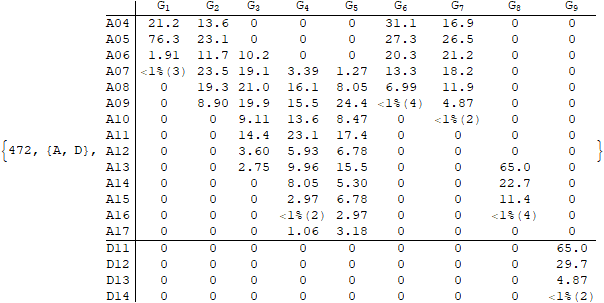 G1 G2 G3 G4 G5 G6 G7 G8 G9
A04 21.2 13.6 0 0 0 31.1 16.9 0 0
A05 76.3 23.1 0 0 0 27.3 26.5 0 0
A06 1.91 11.7 10.2 0 0 20.3 21.2 0 0
A07 <1%(3) 23.5 19.1 3.39 1.27 13.3 18.2 0 0
A08 0 19.3 21.0 16.1 8.05 6.99 11.9 0 0
A09 0 8.90 19.9 15.5 24.4 <1%(4) 4.87 0 0
A10 0 0 9.11 13.6 8.47 0 <1%(2) 0 0
A11 0 0 14.4 23.1 17.4 0 0 0 0
{472, {A, D}, A12 0 0 3.60 5.93 6.78 0 0 0 0 }
A13 0 0 2.75 9.96 15.5 0 0 65.0 0
A14 0 0 0 8.05 5.30 0 0 22.7 0
A15 0 0 0 2.97 6.78 0 0 11.4 0
A16 0 0 0 <1%(2) 2.97 0 0 <1%(4) 0
A17 0 0 0 1.06 3.18 0 0 0 0
D11 0 0 0 0 0 0 0 0 65.0
D12 0 0 0 0 0 0 0 0 29.7
D13 0 0 0 0 0 0 0 0 4.87
D14 0 0 0 0 0 0 0 0 <1%(2)